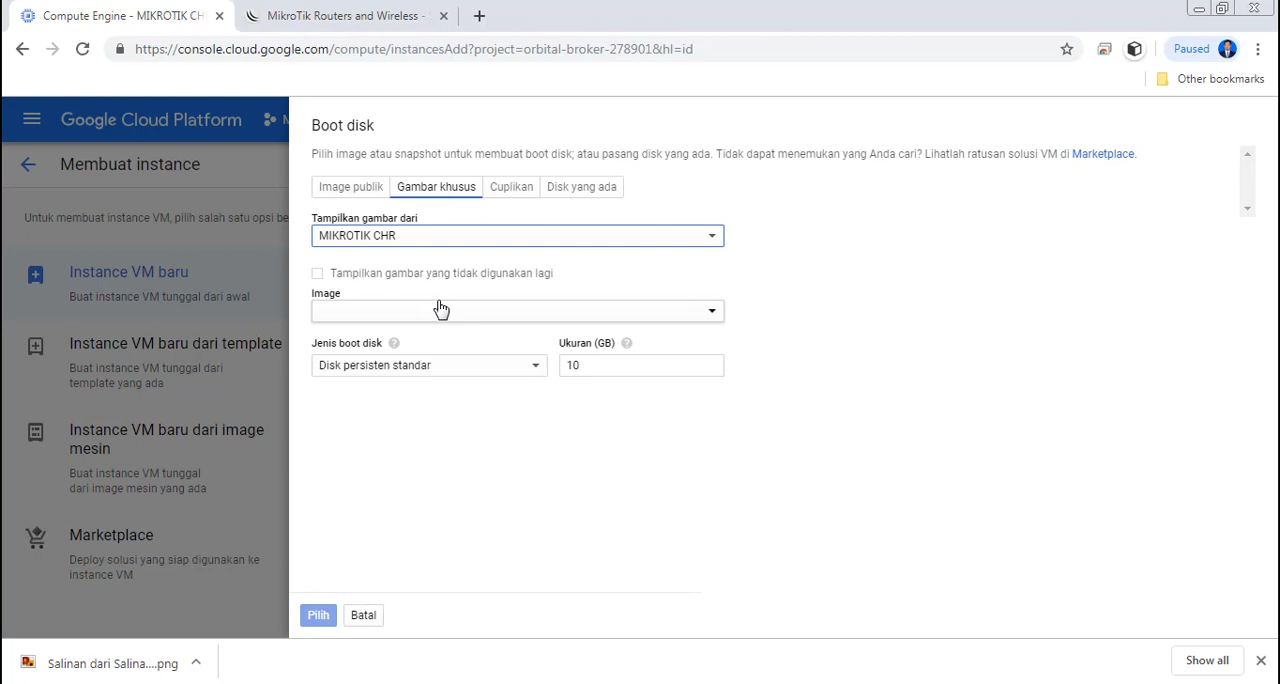 Compute Engine - MIKROTIK CH
MikroTik Routers and Wireless -
https://console.cloud.google.com/compute/instancesAdd?project=orbital-broker-278901&hl=id
Paused
Other bookmarks
Google Cloud Platform
M
Membuat instance
Untuk membuat instance VM, pilih salah satu opsi be
Instance VM baru
Buat instance VM tunggal dari awal
Instance VM baru dari template
Buat instance VM tunggal dari
template yang ada
Instance VM baru dari image
mesin
Buat instance VM tunggal
dari image mesin yang ada
Marketplace
Deploy solusi yang siap digunakan ke
instance VM
Boot disk
Pilih image atau snapshot untuk membuat boot disk; atau pasang disk yang ada. Tidak dapat menemukan yang Anda cari? Lihatlah ratusan solusi VM di Marketplace.
Image publik
Gambar khusus
Cuplikan
Disk yang ada
Tampilkan gambar dari
MIKROTIK CHR
Tampilkan gambar yang tidak digunakan lagi
Image
Jenis boot disk ?
Ukuran (GB) ?
Disk persisten standar
10
Pilih
Batal
Salinan dari Salina....png
Show all